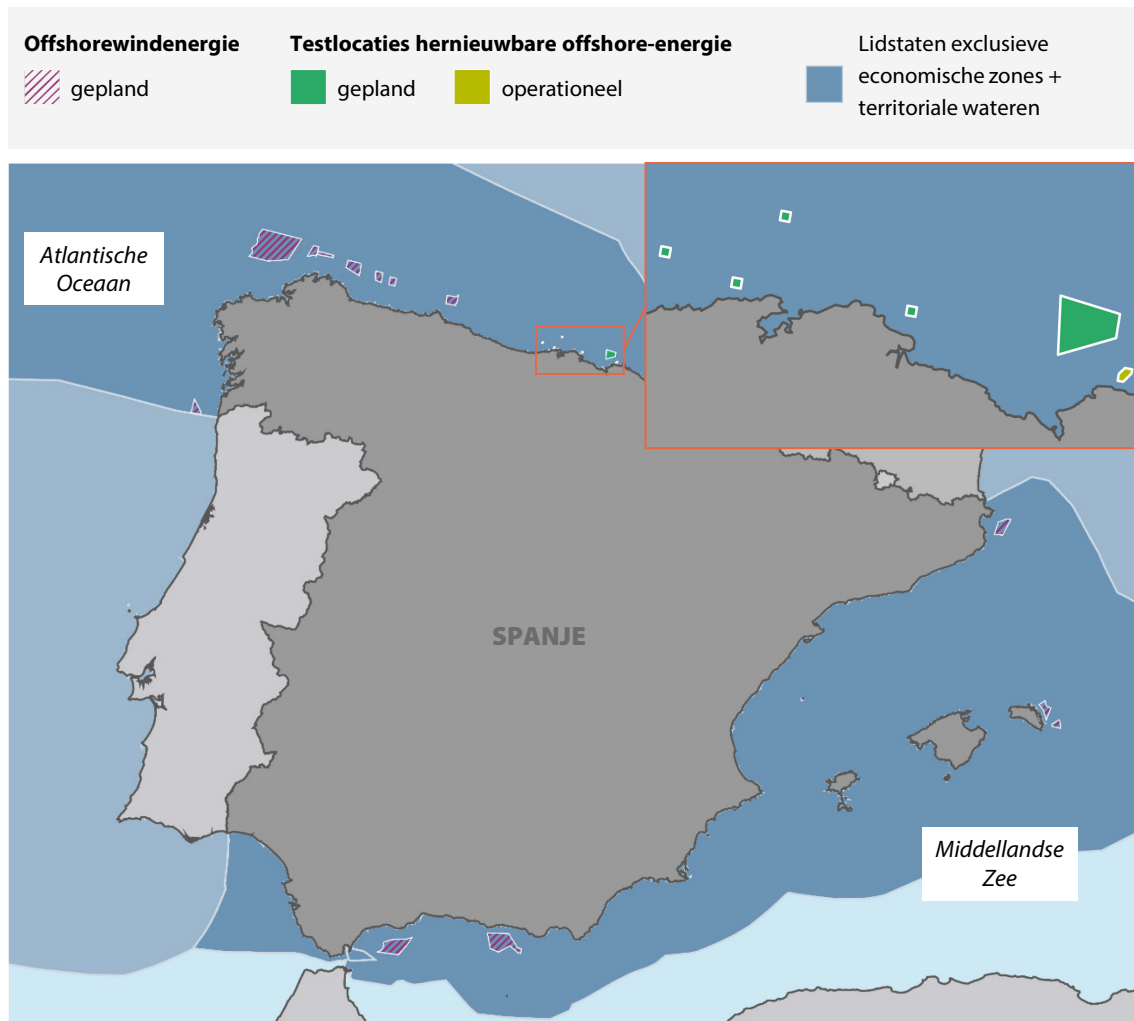 Offshorewindenergie
gepland
Testlocaties hernieuwbare offshore-energie
gepland
operationeel
Lidstaten exclusieve
economische zones +
territoriale wateren
Atlantische
Oceaan
SPANJE
Middellandse
Zee